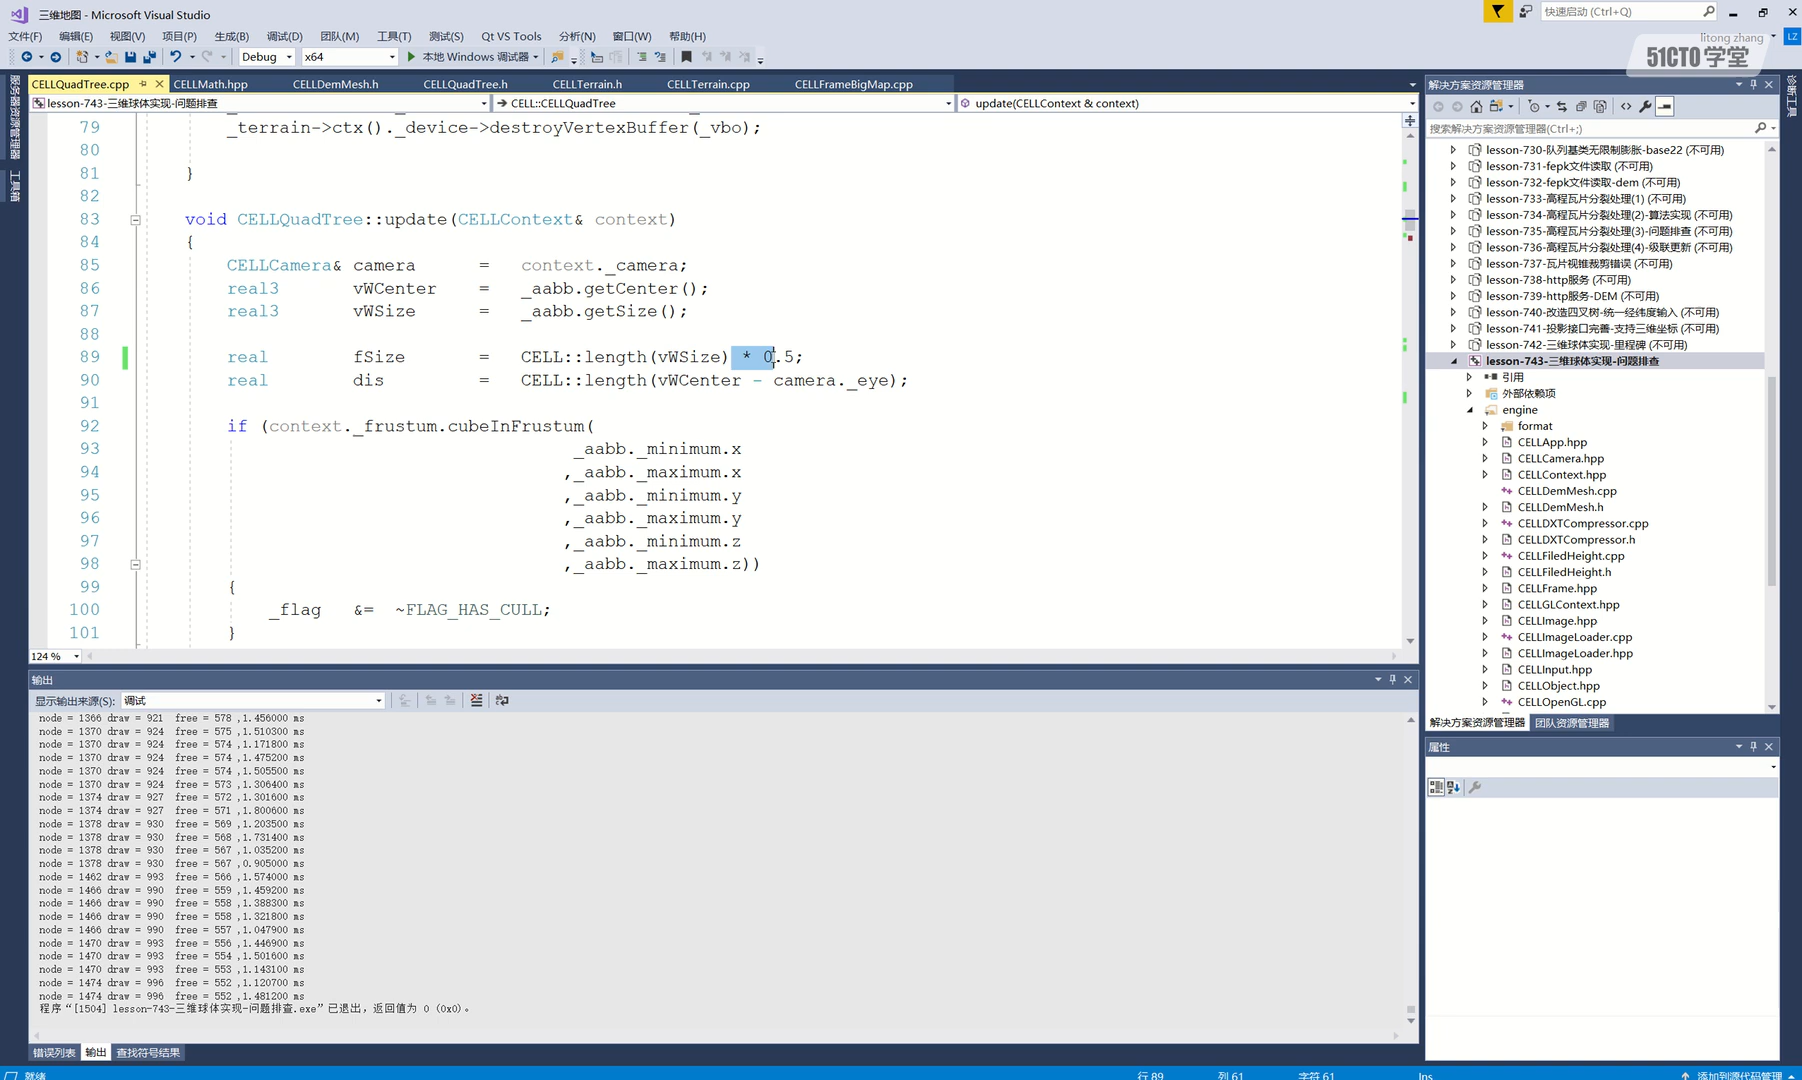 三维地图 - Microsoft Visual Studio
快速启动 (Ctrl+Q)
文件(F) 编辑(E) 视图(V) 项目(P) 生成(B) 调试(D) 团队(M) 工具(T) 测试(S) Qt VS Tools 分析(N) 窗口(W) 帮助(H)
litong zhang LZ
51CTO 学堂
Debug x64 本地 Windows 调试器
服务器资源管理器
工具箱
诊断工具
CELLQuadTree.cpp CELLMath.hpp CELLDemMesh.h CELLQuadTree.h CELLTerrain.h CELLTerrain.cpp CELLFrameBigMap.cpp
lesson-743-三维球体实现-问题排查 CELL::CELLQuadTree update(CELLContext & context)
79 _terrain->ctx()._device->destroyVertexBuffer(_vbo);
80
81 }
82
83 void CELLQuadTree::update(CELLContext& context)
84 {
85 CELLCamera& camera = context._camera;
86 real3 vWCenter = _aabb.getCenter();
87 real3 vWSize = _aabb.getSize();
88
89 real fSize = CELL::length(vWSize) * 0.5;
90 real dis = CELL::length(vWCenter - camera._eye);
91
92 if (context._frustum.cubeInFrustum(
93 _aabb._minimum.x
94 ,_aabb._maximum.x
95 ,_aabb._minimum.y
96 ,_aabb._maximum.y
97 ,_aabb._minimum.z
98 ,_aabb._maximum.z))
99 {
100 _flag &= ~FLAG_HAS_CULL;
101 }
124 %
输出
显示输出来源(S): 调试
node = 1366 draw = 921 free = 578 ,1.456000 ms
node = 1370 draw = 924 free = 575 ,1.510300 ms
node = 1370 draw = 924 free = 574 ,1.171800 ms
node = 1370 draw = 924 free = 574 ,1.475200 ms
node = 1370 draw = 924 free = 574 ,1.505500 ms
node = 1370 draw = 924 free = 573 ,1.306400 ms
node = 1374 draw = 927 free = 572 ,1.301600 ms
node = 1374 draw = 927 free = 571 ,1.800600 ms
node = 1378 draw = 930 free = 569 ,1.203500 ms
node = 1378 draw = 930 free = 568 ,1.731400 ms
node = 1378 draw = 930 free = 567 ,1.035200 ms
node = 1378 draw = 930 free = 567 ,0.905000 ms
node = 1462 draw = 993 free = 566 ,1.574000 ms
node = 1466 draw = 990 free = 559 ,1.459200 ms
node = 1466 draw = 990 free = 558 ,1.388300 ms
node = 1466 draw = 990 free = 558 ,1.321800 ms
node = 1466 draw = 990 free = 557 ,1.047900 ms
node = 1470 draw = 993 free = 556 ,1.446900 ms
node = 1470 draw = 993 free = 554 ,1.501600 ms
node = 1470 draw = 993 free = 553 ,1.143100 ms
node = 1474 draw = 996 free = 552 ,1.120700 ms
node = 1474 draw = 996 free = 552 ,1.481200 ms
程序“[1504] lesson-743-三维球体实现-问题排查.exe”已退出，返回值为 0 (0x0)。
错误列表 输出 查找符号结果
解决方案资源管理器
搜索解决方案资源管理器(Ctrl+;)
lesson-730-队列基类无限制膨胀-base22 (不可用)
lesson-731-fepk文件读取 (不可用)
lesson-732-fepk文件读取-dem (不可用)
lesson-733-高程瓦片分裂处理(1) (不可用)
lesson-734-高程瓦片分裂处理(2)-算法实现 (不可用)
lesson-735-高程瓦片分裂处理(3)-问题排查 (不可用)
lesson-736-高程瓦片分裂处理(4)-级联更新 (不可用)
lesson-737-瓦片视锥裁剪错误 (不可用)
lesson-738-http服务 (不可用)
lesson-739-http服务-DEM (不可用)
lesson-740-改造四叉树-统一经纬度输入 (不可用)
lesson-741-投影接口完善-支持三维坐标 (不可用)
lesson-742-三维球体实现-里程碑 (不可用)
lesson-743-三维球体实现-问题排查
引用
外部依赖项
engine
format
CELLApp.hpp
CELLCamera.hpp
CELLContext.hpp
CELLDemMesh.cpp
CELLDemMesh.h
CELLDXTCompressor.cpp
CELLDXTCompressor.h
CELLFiledHeight.cpp
CELLFiledHeight.h
CELLFrame.hpp
CELLGLContext.hpp
CELLImage.hpp
CELLImageLoader.cpp
CELLImageLoader.hpp
CELLInput.hpp
CELLObject.hpp
CELLOpenGL.cpp
解决方案资源管理器 团队资源管理器
属性
就绪 行 89 列 61 字符 61 Ins 添加到源代码管理